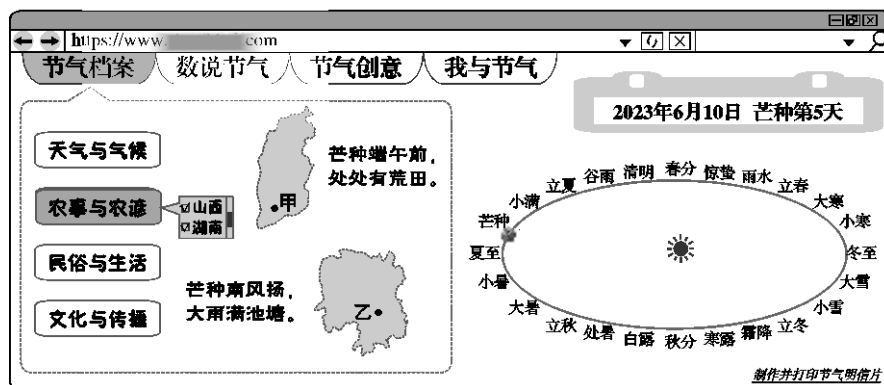 https://www.
com
节气档案
数说节气
节气创意
我与节气
2023年6月10日 芒种第5天
天气与气候
农事与农谚
山西
湖南
民俗与生活
文化与传播
甲
芒种端午前,
处处有荒田。
芒种南风扬,
大雨满池塘。
乙
春分
清明
谷雨
立夏
小满
芒种
夏至
小暑
大暑
立秋
处暑
白露
秋分
寒露
霜降
立冬
小雪
大雪
冬至
小寒
大寒
立春
雨水
惊蛰
制作并打印节气明信片